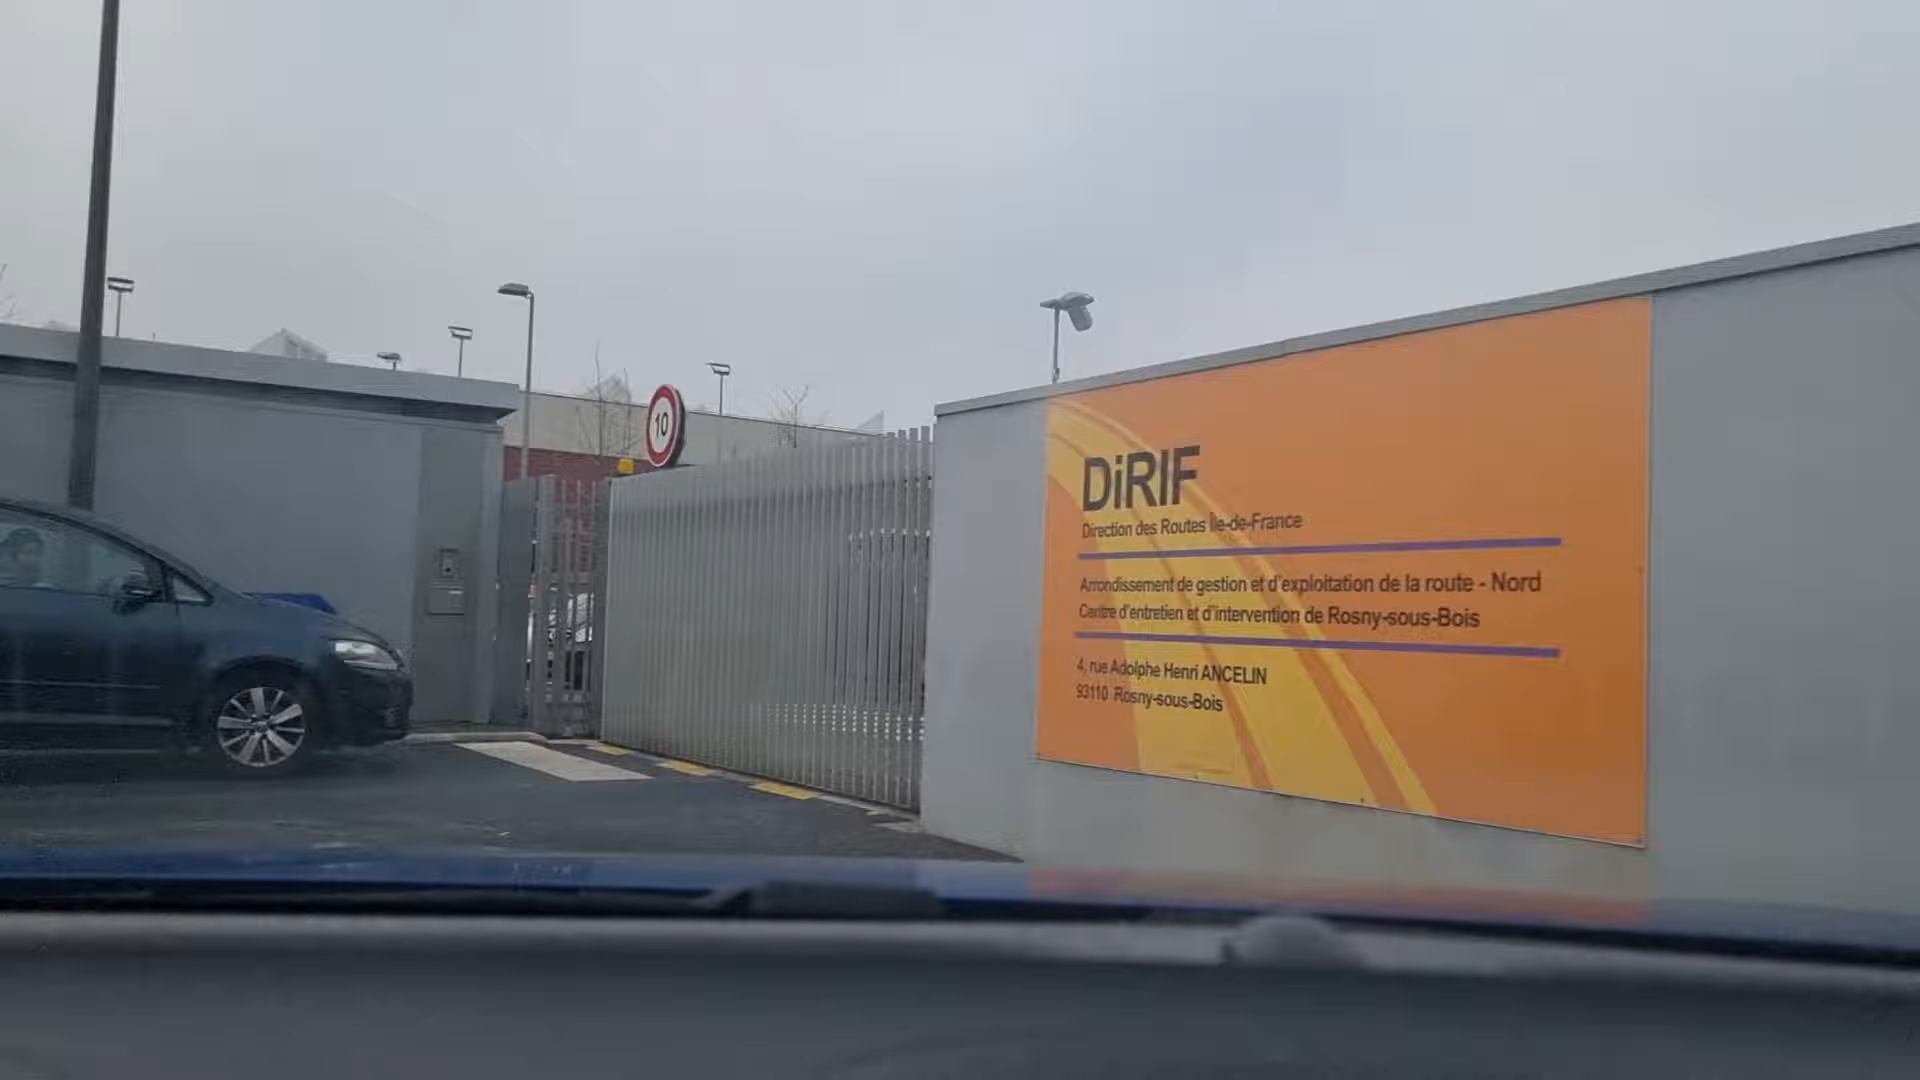 10
DiRIF
Direction des Routes Île-de-France
Arrondissement de gestion et d'exploitation de la route - Nord
Centre d'entretien et d'intervention de Rosny-sous-Bois
4, rue Adolphe Henri ANCELIN
93110 Rosny-sous-Bois